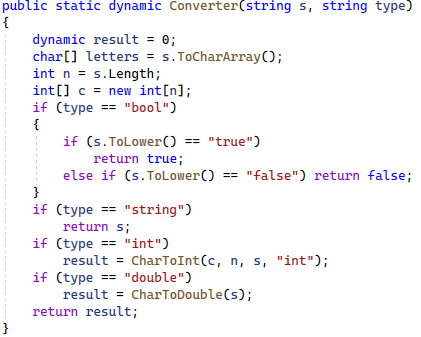 public static dynamic Converter(string s, string type)
{
    dynamic result = 0;
    char[] letters = s.ToCharArray();
    int n = s.Length;
    int[] c = new int[n];
    if (type == "bool")
    {
        if (s.ToLower() == "true")
            return true;
        else if (s.ToLower() == "false") return false;
    }
    if (type == "string")
        return s;
    if (type == "int")
        result = CharToInt(c, n, s, "int");
    if (type == "double")
        result = CharToDouble(s);
    return result;
}